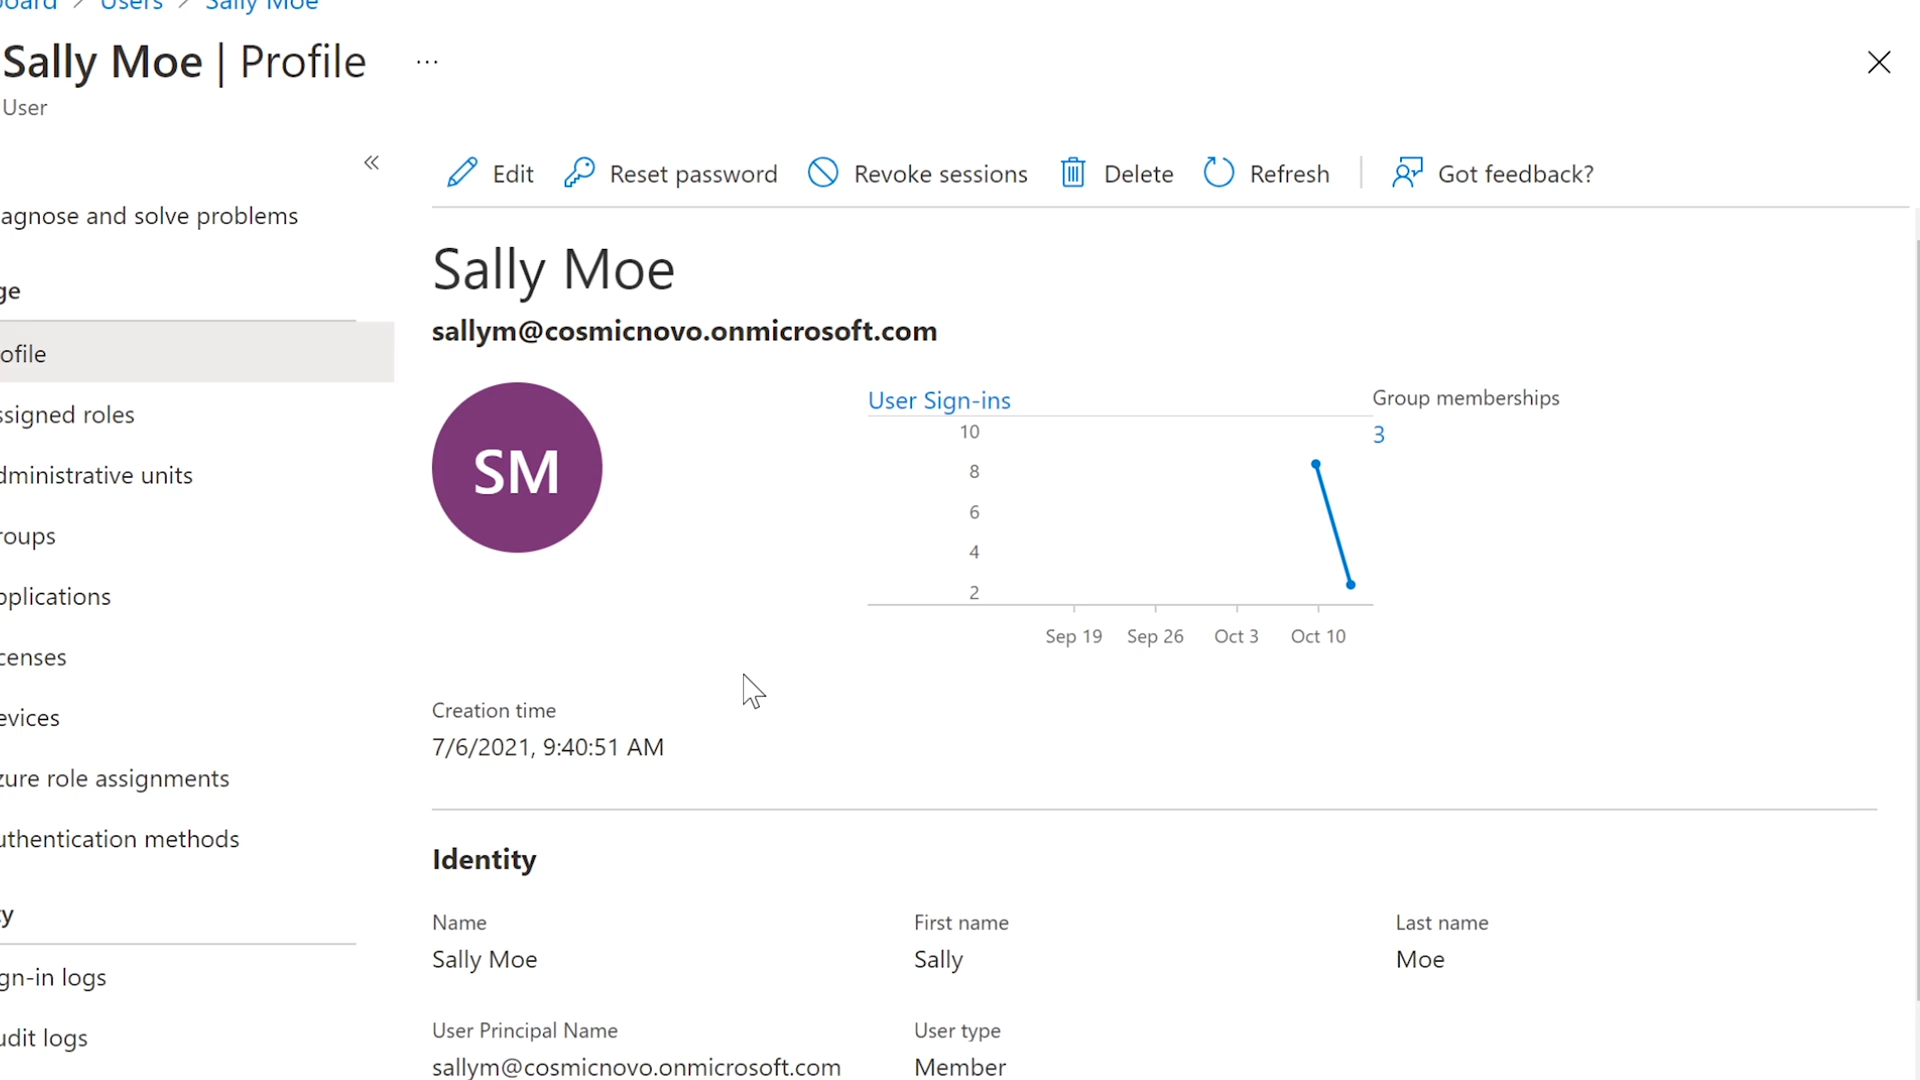 Users > Sally Moe
Sally Moe | Profile ...
User
Edit Reset password Revoke sessions Delete Refresh Got feedback?
agnose and solve problems
ge
ofile
ssigned roles
dministrative units
roups
pplications
censes
evices
zure role assignments
uthentication methods
ty
gn-in logs
udit logs
Sally Moe
sallym@cosmicnovo.onmicrosoft.com
SM
User Sign-ins
10
8
6
4
2
Sep 19 Sep 26 Oct 3 Oct 10
Group memberships
3
Creation time
7/6/2021, 9:40:51 AM
Identity
Name First name Last name
Sally Moe Sally Moe
User Principal Name User type
sallym@cosmicnovo.onmicrosoft.com Member